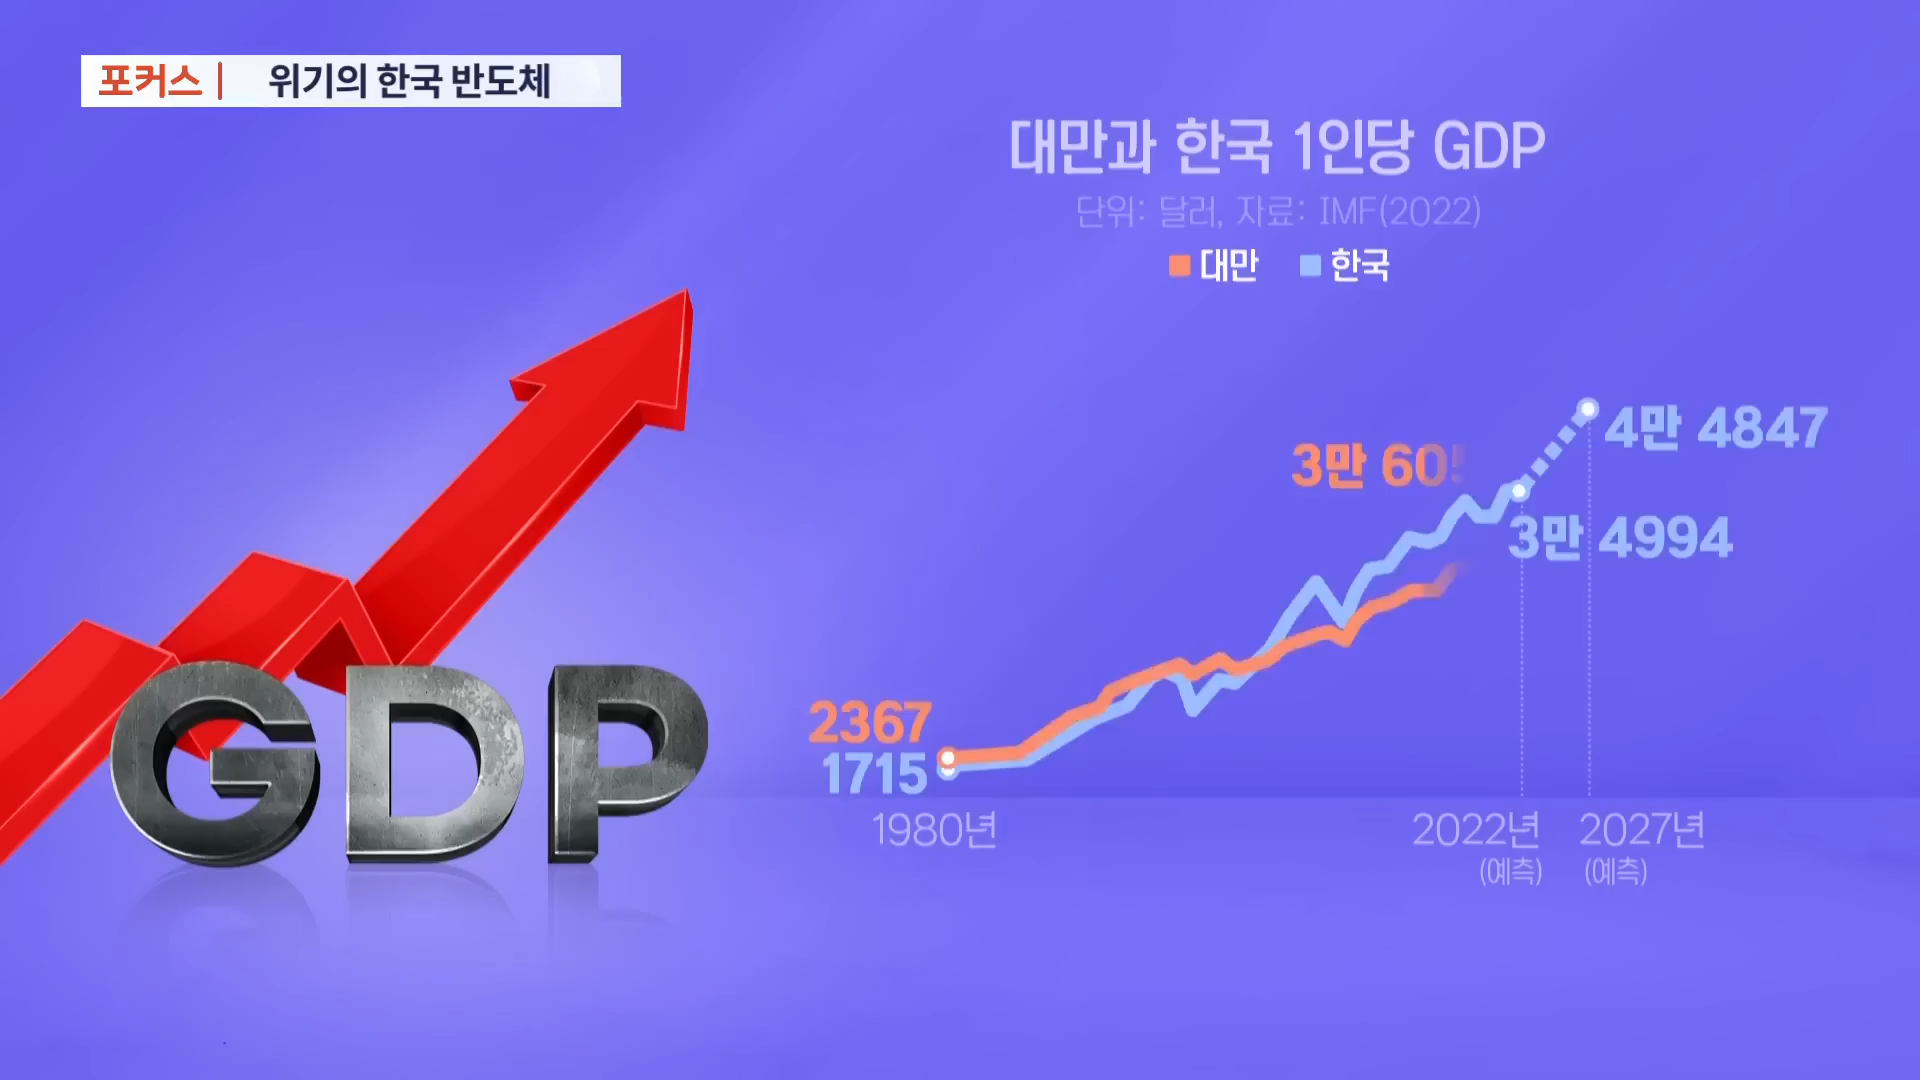 포커스 | 위기의 한국 반도체
대만과 한국 1인당 GDP
단위: 달러, 자료: IMF(2022)
대만 한국
4만 4847
3만
3만 4994
2367
1715
1980년 2022년 2027년
(예측) (예측)
GDP